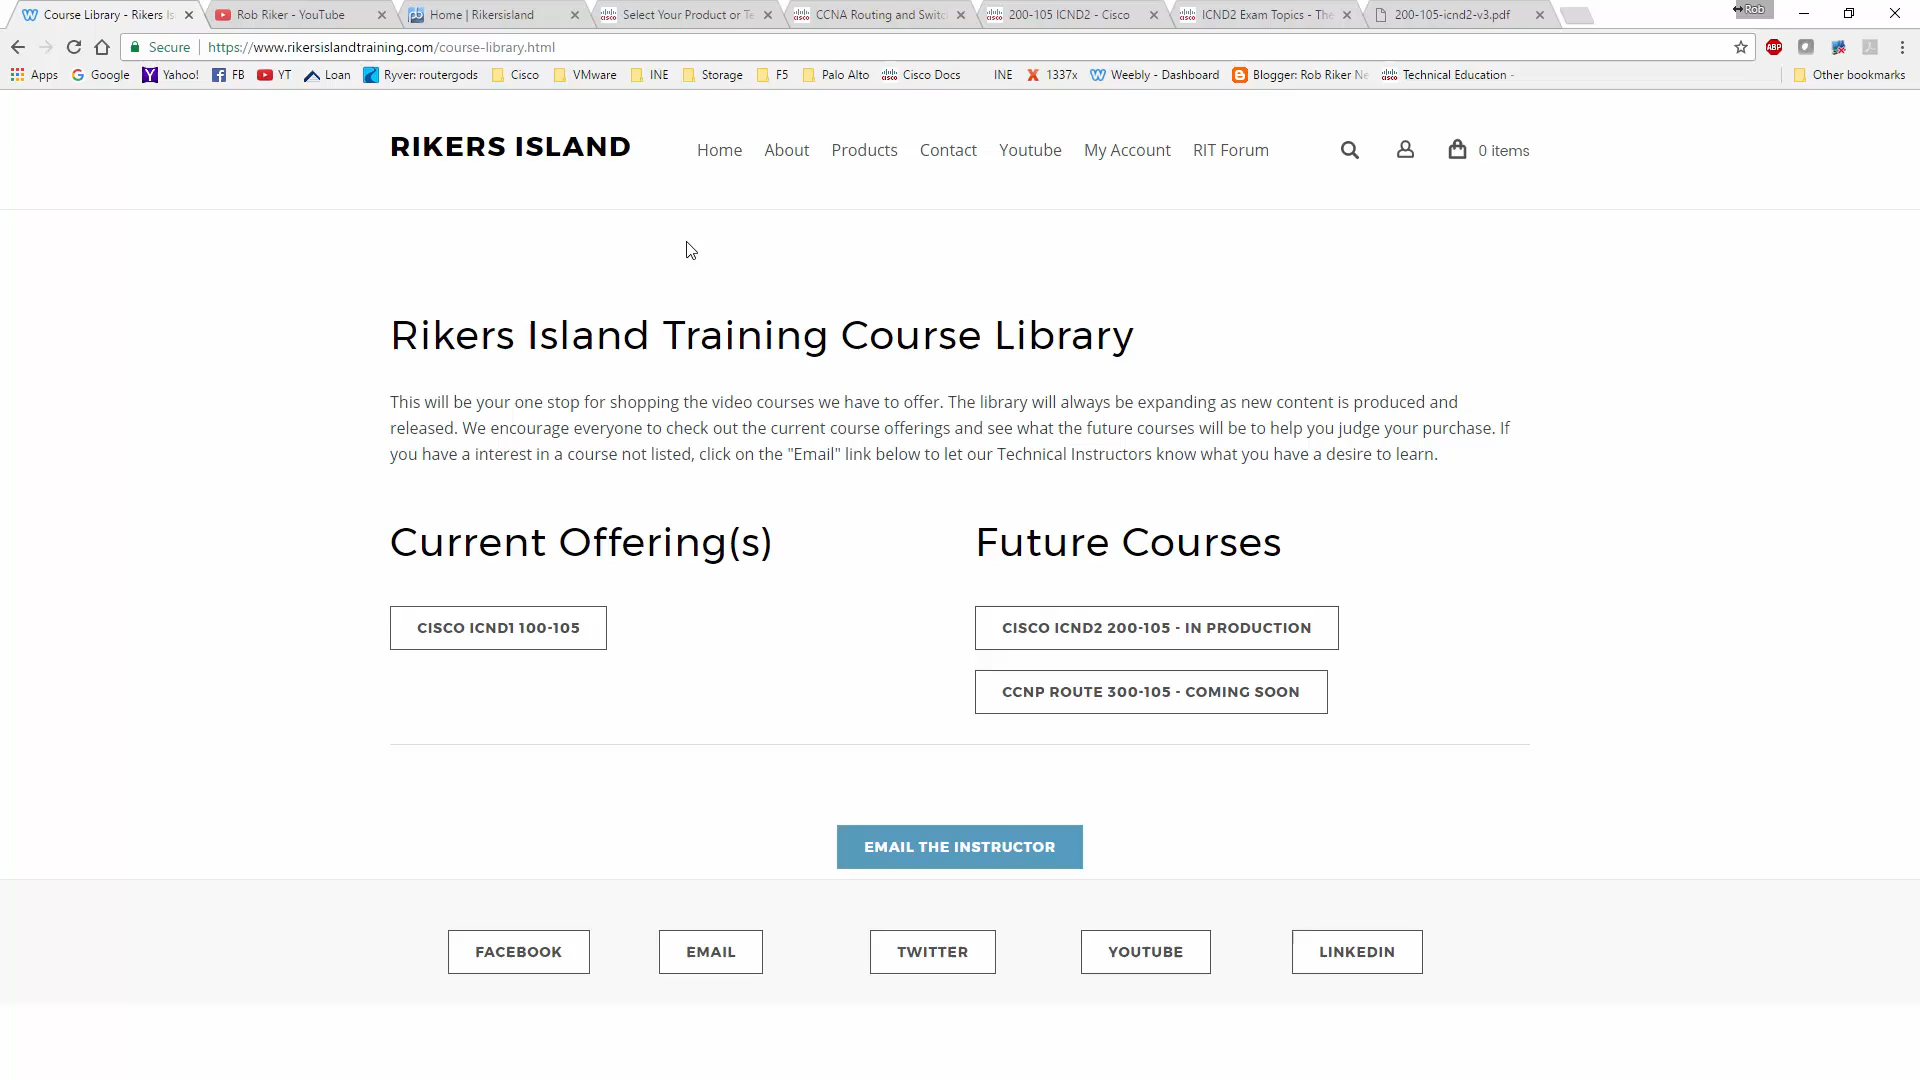 Course Library - Rikers Is
Rob Riker - YouTube
Home | Rikersisland
Select Your Product or Te
CCNA Routing and Switc
200-105 ICND2 - Cisco
ICND2 Exam Topics - The
200-105-icnd2-v3.pdf
Rob
Secure
https://www.rikersislandtraining.com/course-library.html
ABP
Apps
Google
Yahoo!
FB
YT
Loan
Ryver: routergods
Cisco
VMware
INE
Storage
F5
Palo Alto
Cisco Docs
INE
1337x
Weebly - Dashboard
Blogger: Rob Riker Ne
Technical Education -
Other bookmarks
RIKERS ISLAND
Home
About
Products
Contact
Youtube
My Account
RIT Forum
0 items
Rikers Island Training Course Library
This will be your one stop for shopping the video courses we have to offer. The library will always be expanding as new content is produced and
released. We encourage everyone to check out the current course offerings and see what the future courses will be to help you judge your purchase. If
you have a interest in a course not listed, click on the "Email" link below to let our Technical Instructors know what you have a desire to learn.
Current Offering(s)
Future Courses
CISCO ICND1 100-105
CISCO ICND2 200-105 - IN PRODUCTION
CCNP ROUTE 300-105 - COMING SOON
EMAIL THE INSTRUCTOR
FACEBOOK
EMAIL
TWITTER
YOUTUBE
LINKEDIN